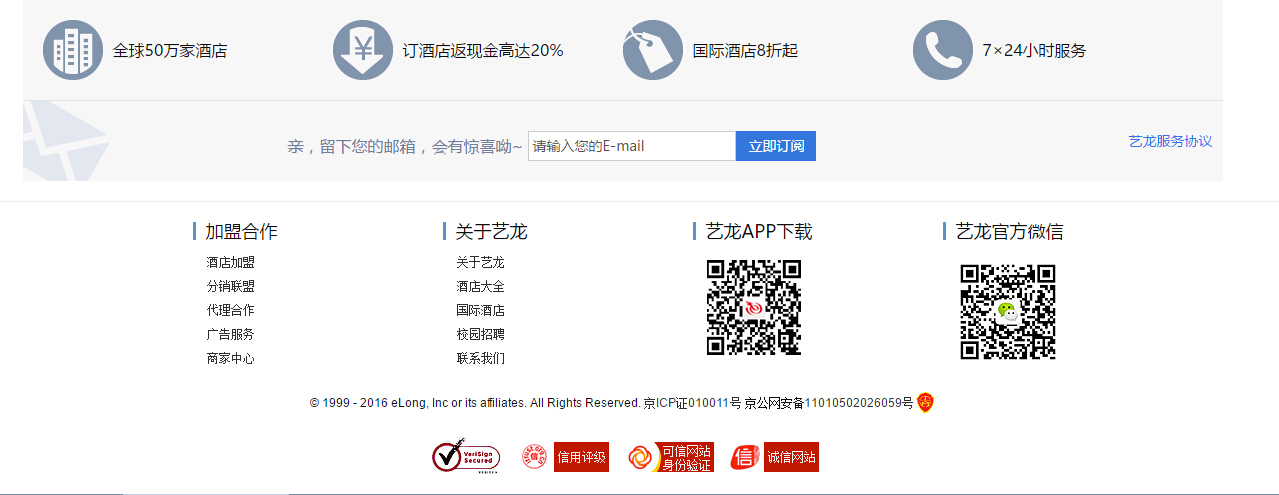 全球50万家酒店
订酒店返现金高达20%
国际酒店8折起
7×24小时服务
亲，留下您的邮箱，会有惊喜呦~
请输入您的E-mail
立即订阅
艺龙服务协议
加盟合作
酒店加盟
分销联盟
代理合作
广告服务
商家中心
关于艺龙
关于艺龙
酒店大全
国际酒店
校园招聘
联系我们
艺龙APP下载
艺龙官方微信
© 1999 - 2016 eLong, Inc or its affiliates. All Rights Reserved. 京ICP证010011号 京公网安备11010502026059号
VeriSign
Secured
信用评级
可信网站
身份验证
信
诚信网站